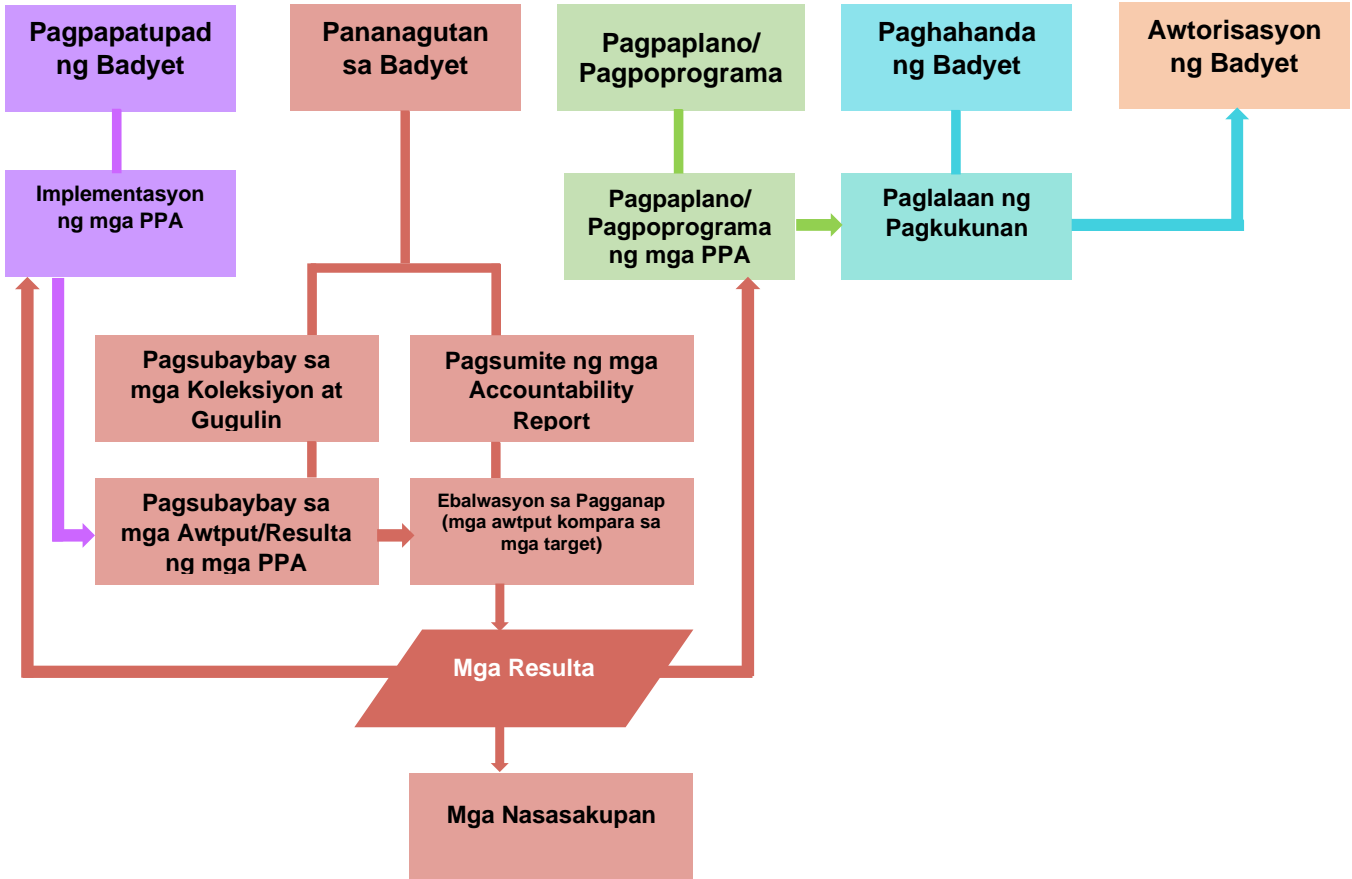 Pagpapatupad
ng Badyet
Pananagutan
sa Badyet
Pagpaplano/
Pagpoprograma
Paghahanda
ng Badyet
Awtorisasyon
ng Badyet
Implementasyon
ng mga PPA
Pagpaplano/
Pagpoprograma
ng mga PPA
Paglalaan ng
Pagkukunan
Pagsubaybay sa
mga Koleksiyon at
Gugulin
Pagsumite ng mga
Accountability
Report
Pagsubaybay sa
mga Awtput/Resulta
ng mga PPA
Ebalwasyon sa Pagganap
(mga awtput kompara sa
mga target)
Mga Resulta
Mga Nasasakupan